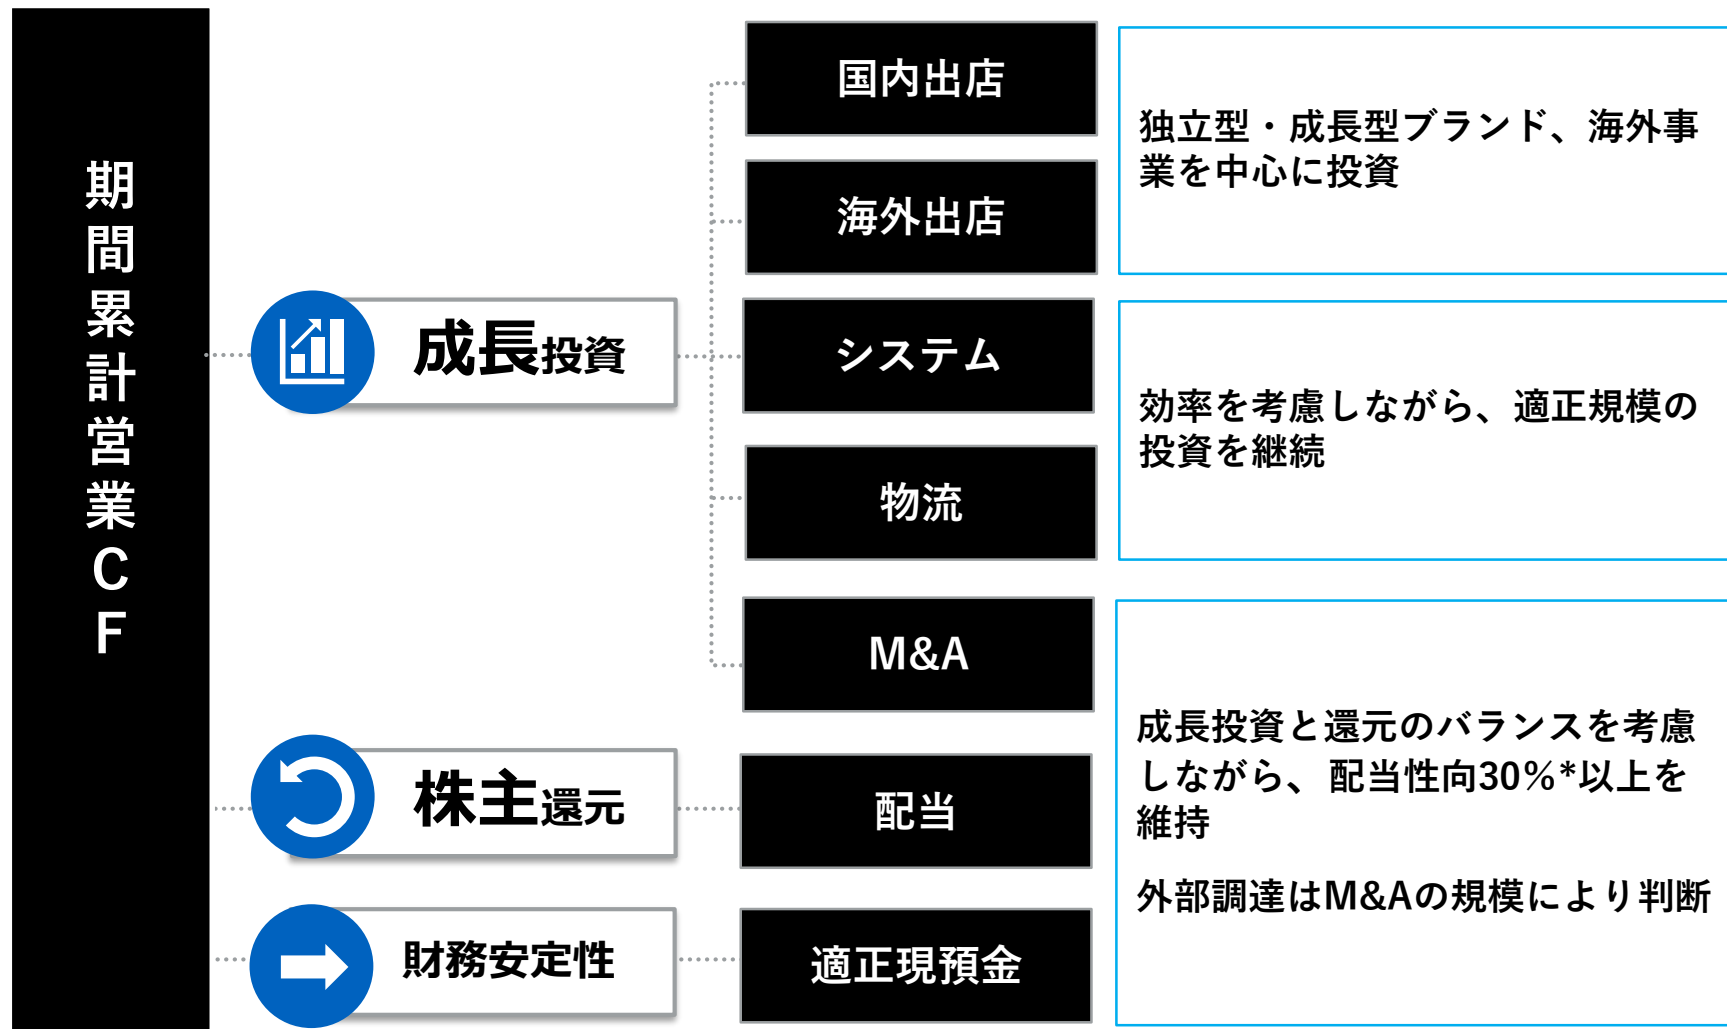 期間累計営業CF
成長投資
国内出店
海外出店
システム
物流
M&A
独立型・成長型ブランド、海外事
業を中心に投資
効率を考慮しながら、適正規模の
投資を継続
株主還元
配当
財務安定性
適正現預金
成長投資と還元のバランスを考慮
しながら、 配当性向30%*以上を
維持
外部調達はM&Aの規模により判断